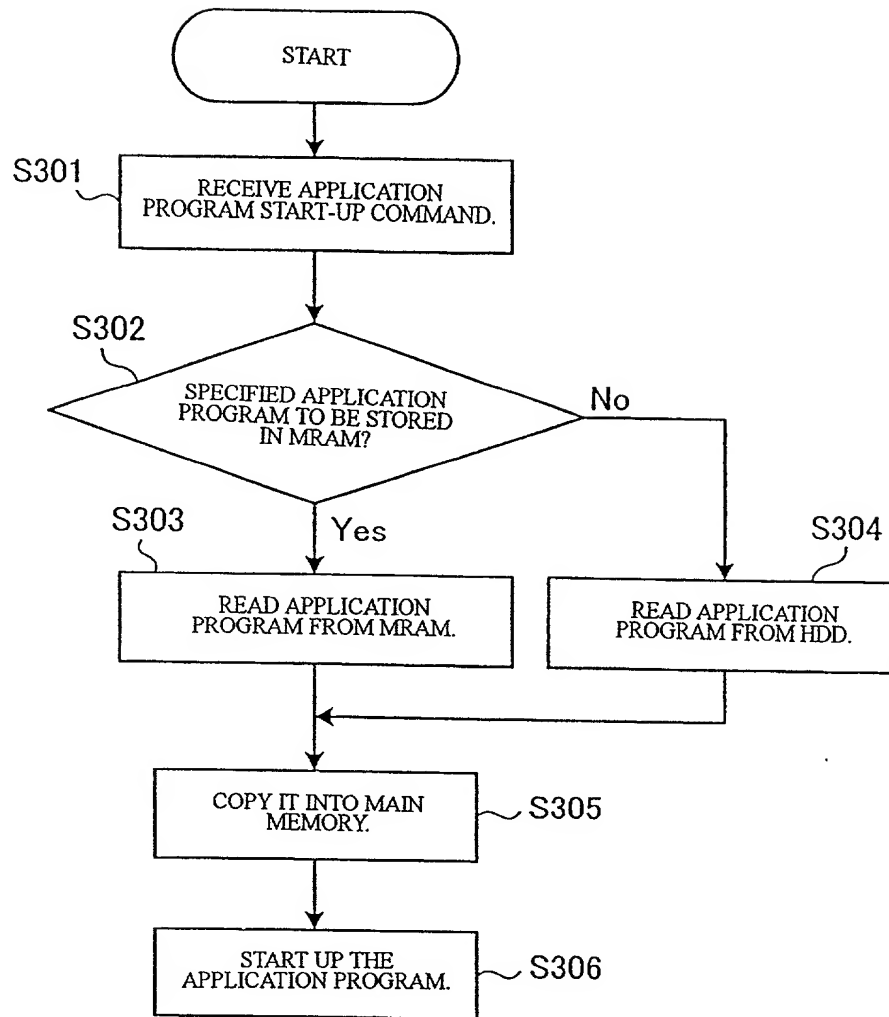 START
S301
RECEIVE APPLICATION
PROGRAM START-UP COMMAND.
S302
SPECIFIED APPLICATION
PROGRAM TO BE STORED
IN MRAM?
No
Yes
S303
READ APPLICATION
PROGRAM FROM MRAM.
S304
READ APPLICATION
PROGRAM FROM HDD.
COPY IT INTO MAIN
MEMORY.
S305
START UP THE
APPLICATION PROGRAM.
S306